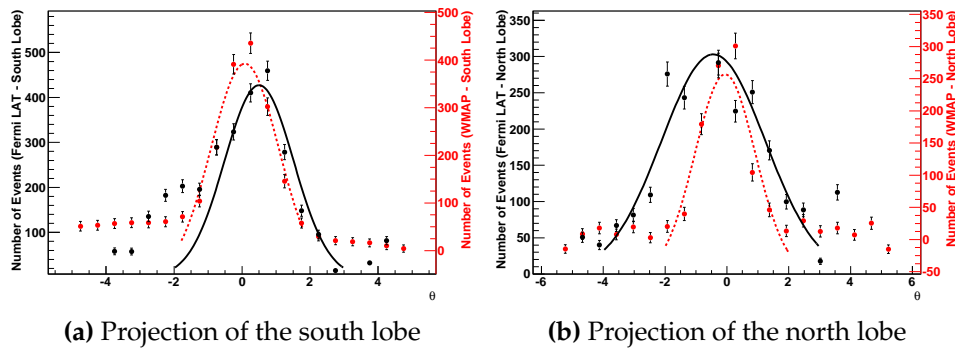 Number of Events (Fermi LAT - South Lobe)
500
400
300
200
100
-4 -2 0 2 4
θ
500
400
300
200
100
0
Number of Events (WMAP - South Lobe)
(a) Projection of the south lobe
Number of Events (Fermi LAT - North Lobe)
350
300
250
200
150
100
50
0
-6 -4 -2 0 2 4 6
θ
350
300
250
200
150
100
50
0
-50
Number of Events (WMAP - North Lobe)
(b) Projection of the north lobe